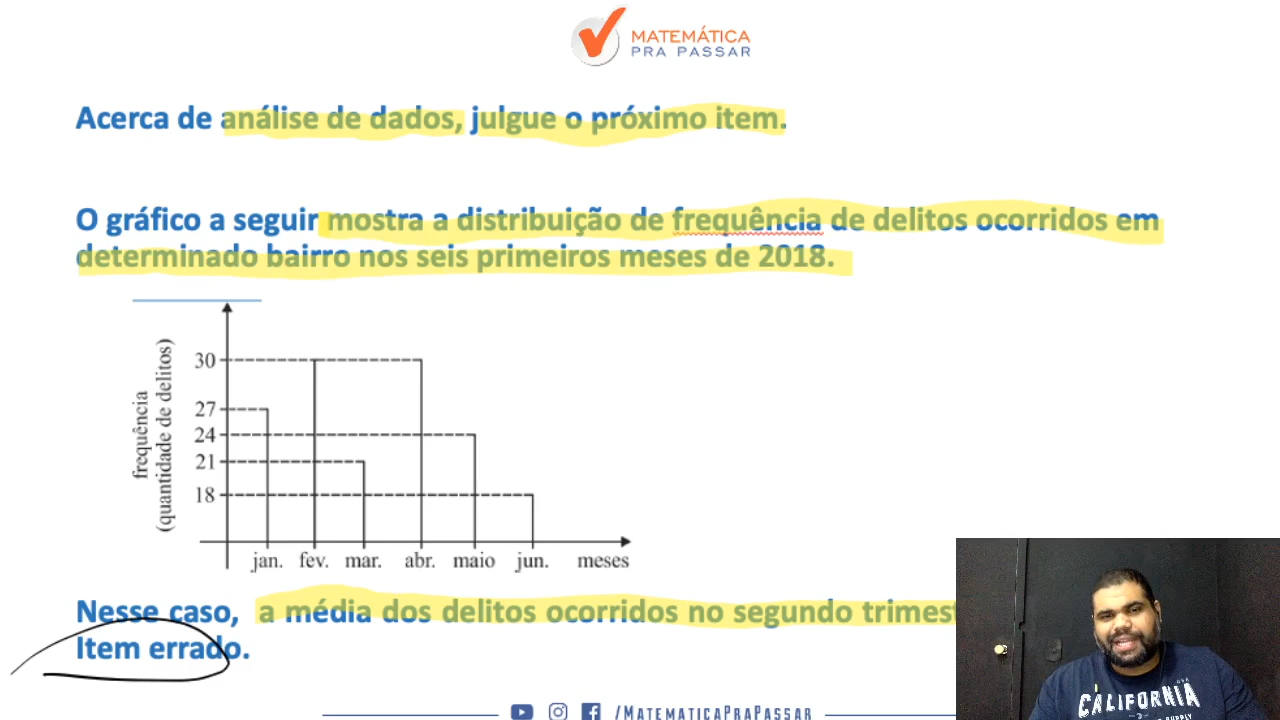 MATEMÁTICA
PRA PASSAR
Acerca de análise de dados, julgue o próximo item.
O gráfico a seguir mostra a distribuição de frequência de delitos ocorridos em
determinado bairro nos seis primeiros meses de 2018.
frequência
(quantidade de delitos)
30
27
24
21
18
jan. fev. mar. abr. maio jun. meses
Nesse caso, a média dos delitos ocorridos no segundo
Item errado.
CALIFORNIA
/MATEMATICAPRAPASSAR